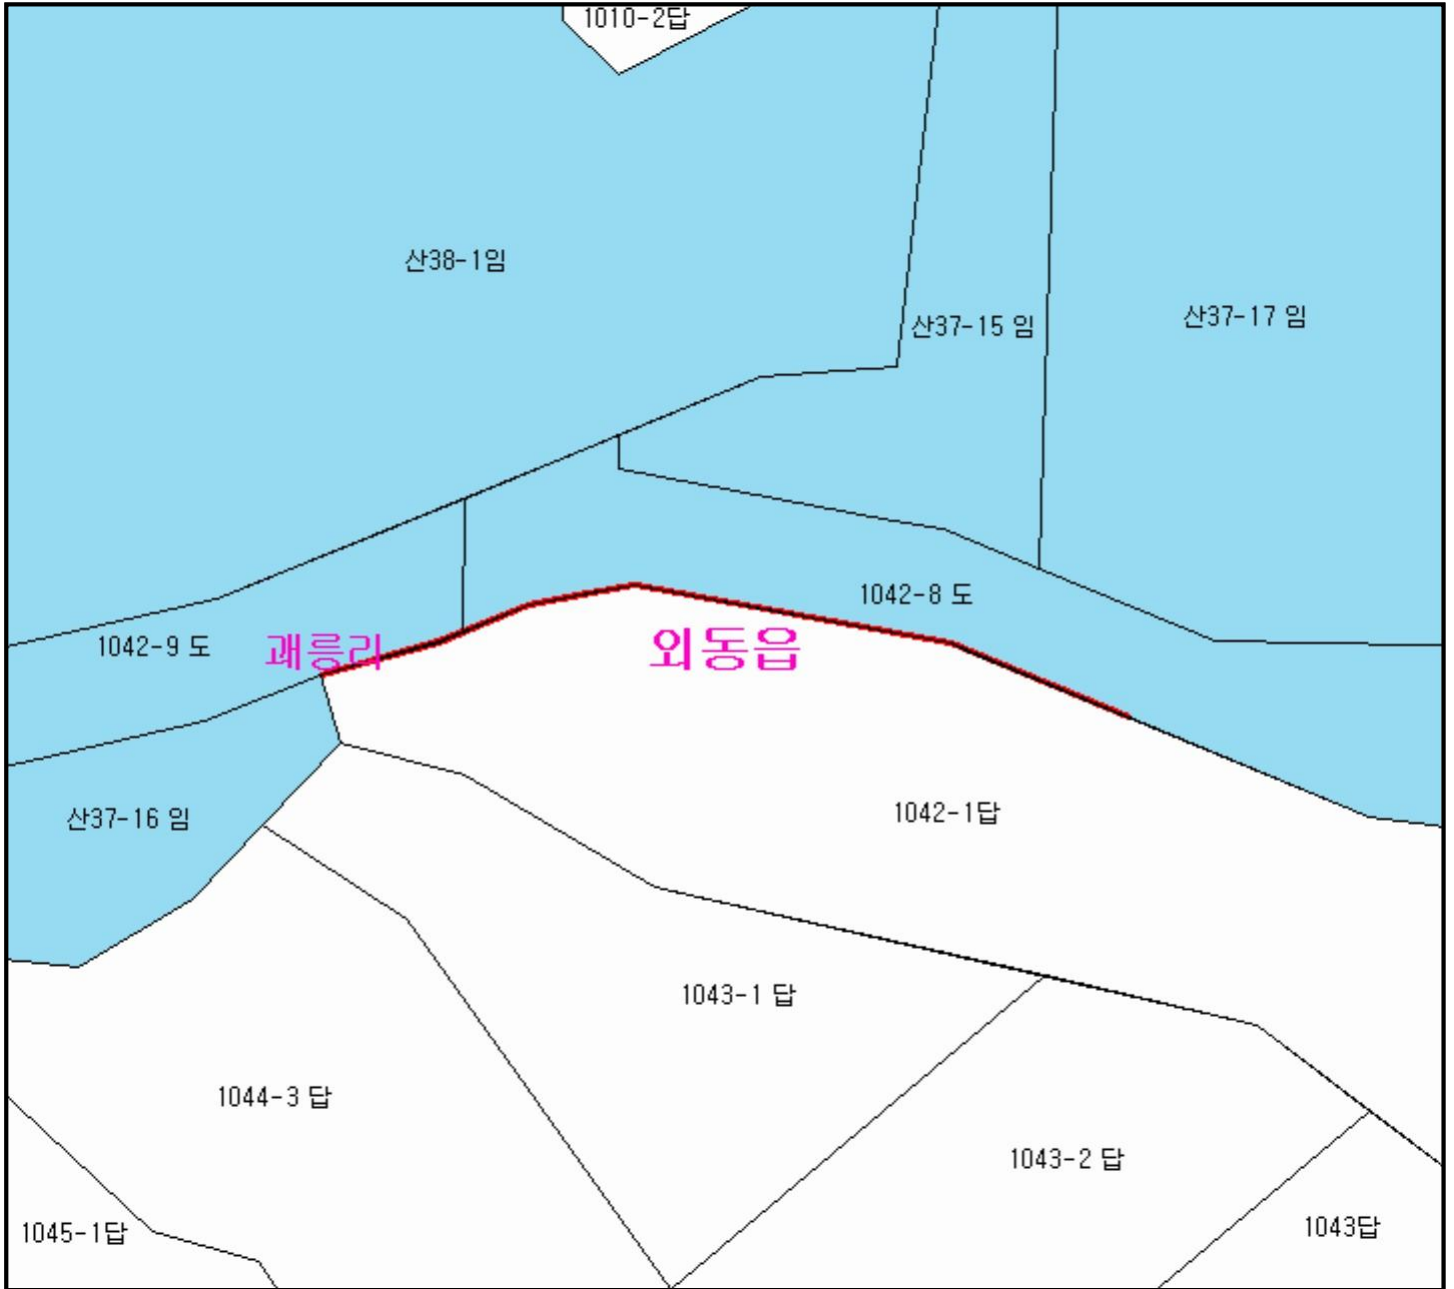 1010-2답
산38-1임
산37-15 임
산37-17 임
1042-8 도
1042-9 도
괘릉리
외동읍
산37-16 임
1042-1답
1043-1 답
1044-3 답
1043-2 답
1045-1답
1043답